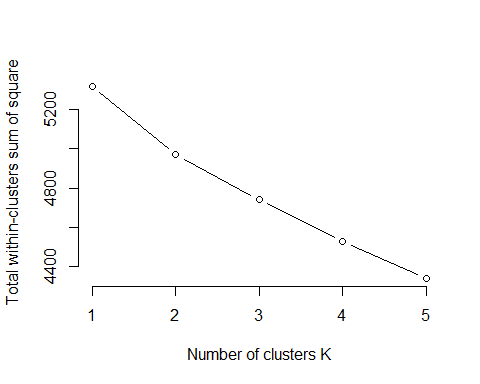 Total within-clusters sum of square
5200
4800
4400
1 2 3 4 5
Number of clusters K